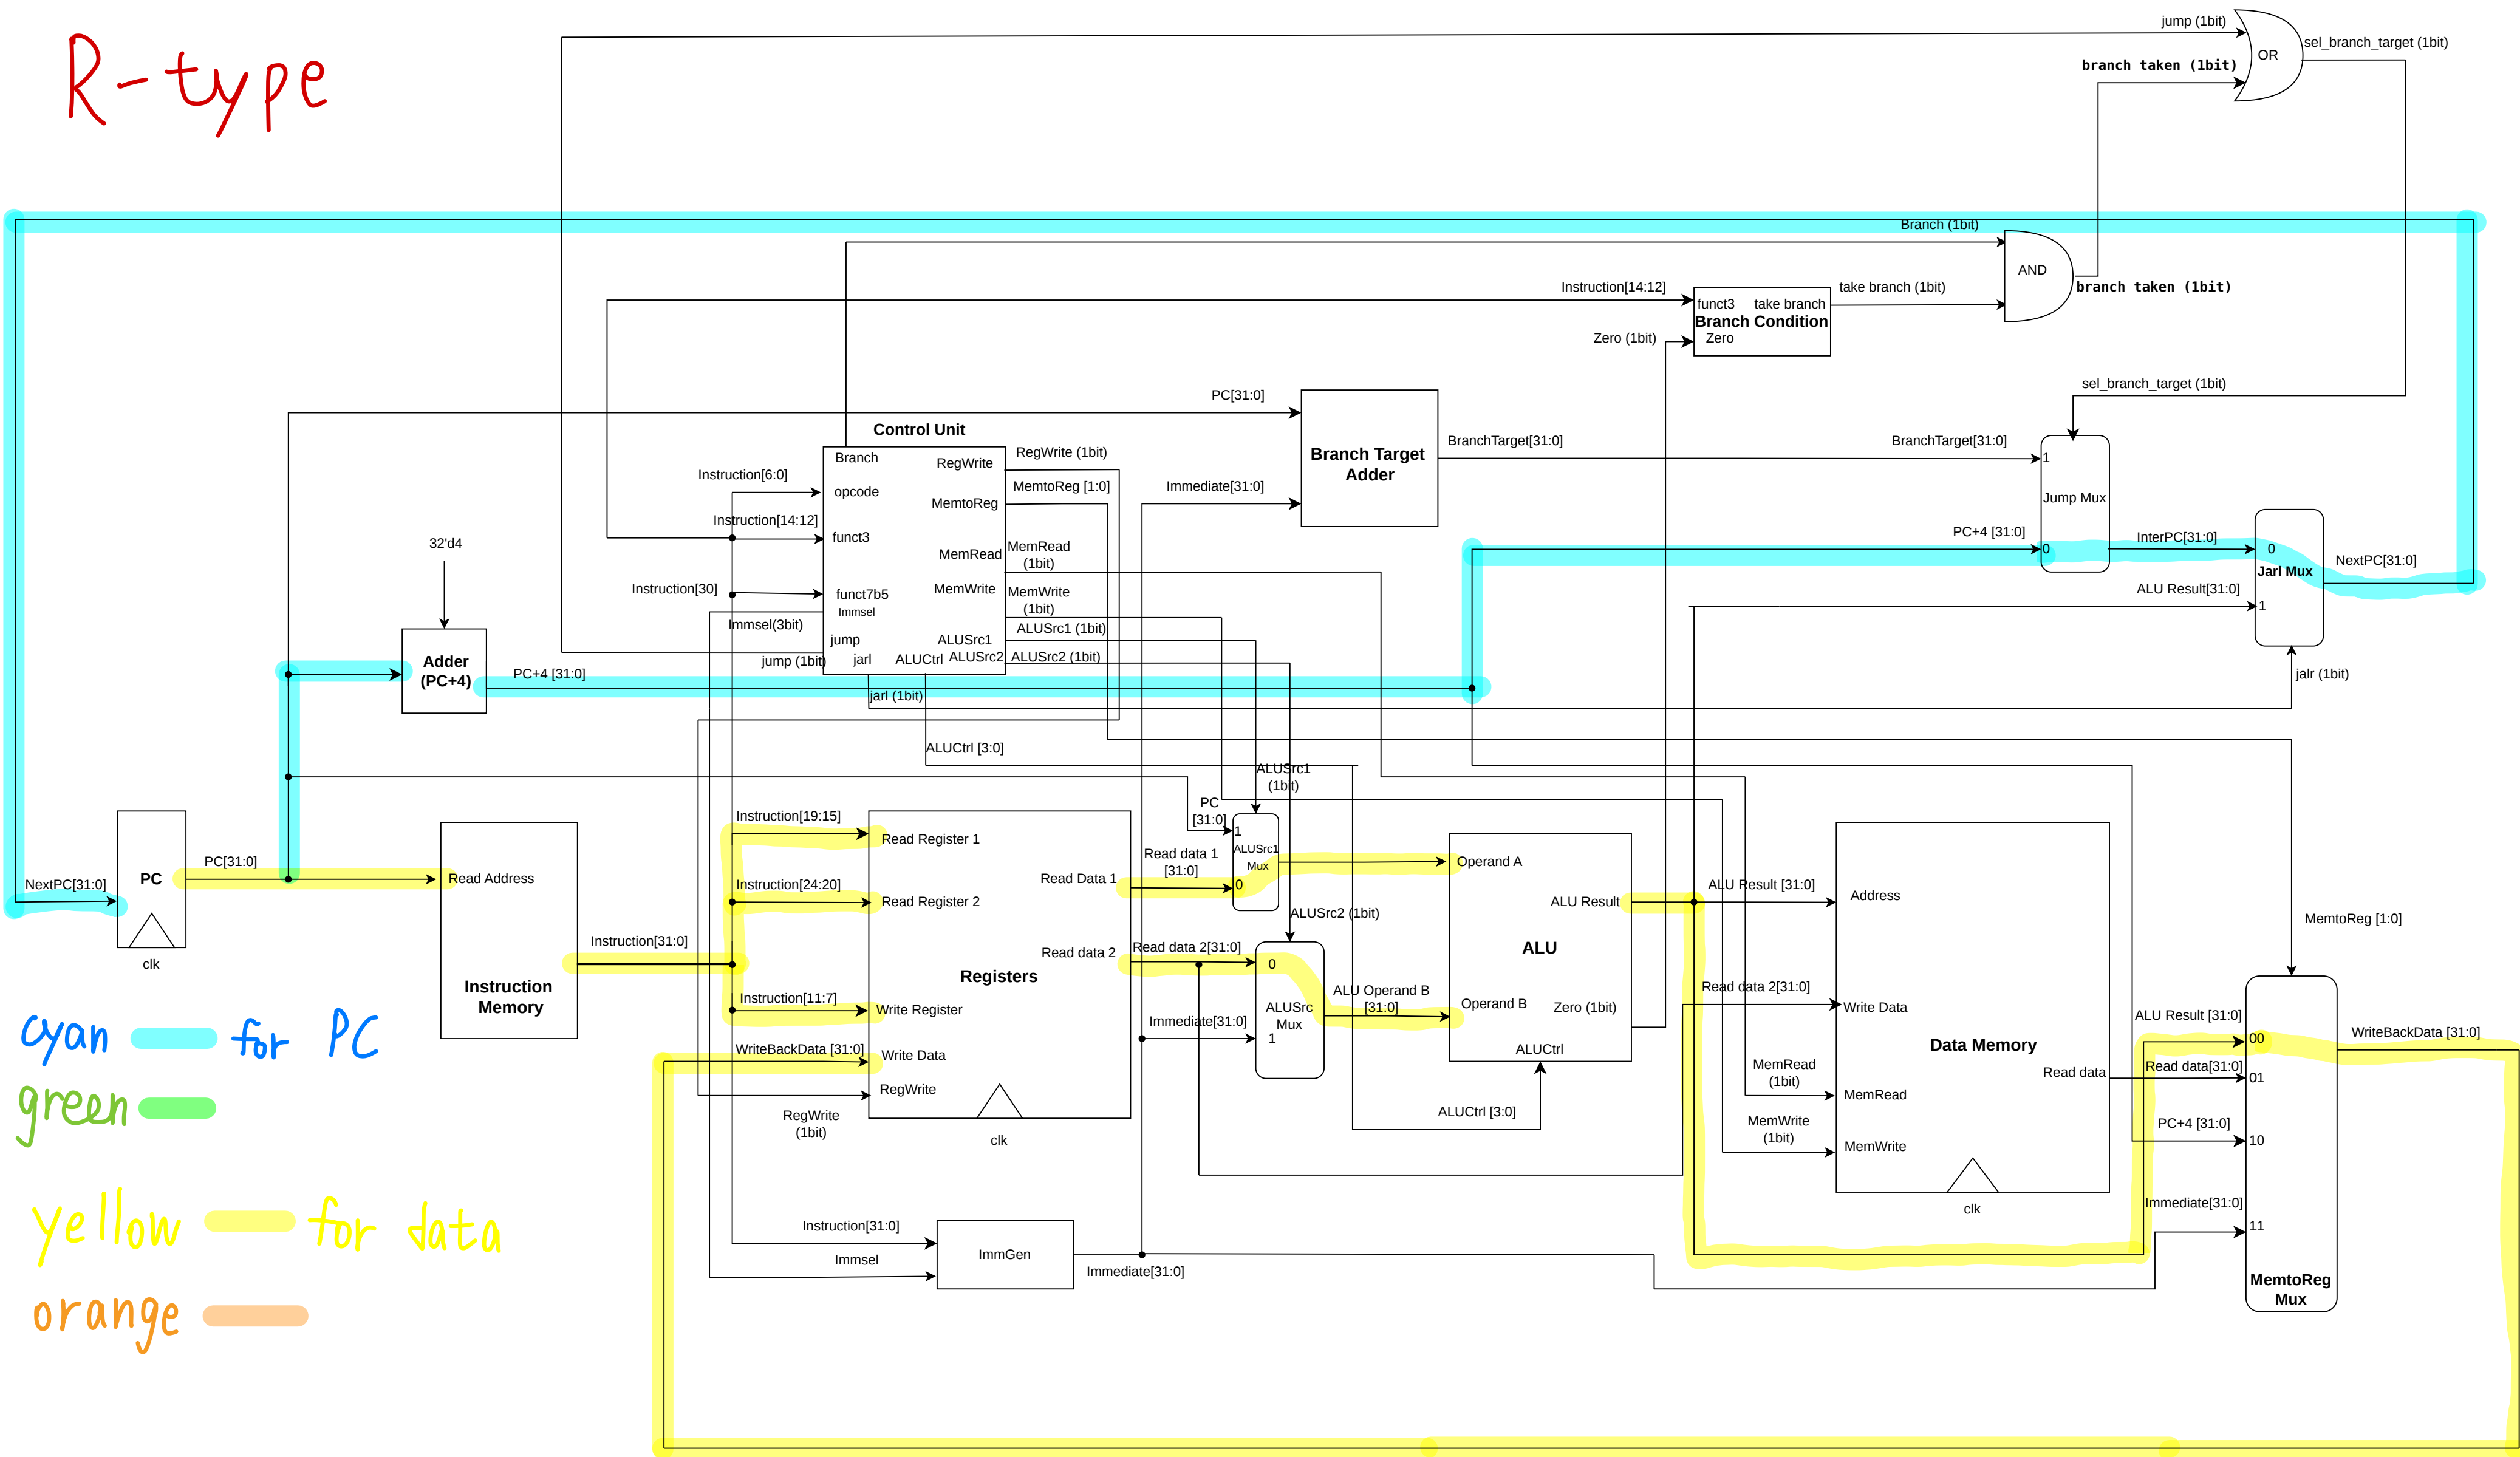 R-type
jump (1bit)
sel_branch_target (1bit)
OR
branch taken (1bit)
Branch (1bit)
AND
Instruction[14:12]
take branch (1bit)
branch taken (1bit)
funct3
take branch
Branch Condition
Zero (1bit)
Zero
sel_branch_target (1bit)
PC[31:0]
Control Unit
Branch Target
Adder
BranchTarget[31:0]
BranchTarget[31:0]
Branch
RegWrite
RegWrite (1bit)
1
Instruction[6:0]
opcode
MemtoReg
MemtoReg [1:0]
Immediate[31:0]
Jump Mux
Instruction[14:12]
funct3
PC+4 [31:0]
0
InterPC[31:0]
0
32'd4
MemRead
MemRead
(1bit)
NextPC[31:0]
Jarl Mux
Instruction[30]
funct7b5
MemWrite
MemWrite
(1bit)
ALU Result[31:0]
1
Immsel
Immsel(3bit)
ALUSrc1 (1bit)
jump
ALUSrc1
jump (1bit)
jarl
ALUCtrl
ALUSrc2
ALUSrc2 (1bit)
Adder
(PC+4)
PC+4 [31:0]
jarl (1bit)
jalr (1bit)
ALUCtrl [3:0]
ALUSrc1
(1bit)
PC
[31:0]
1
ALUSrc1
Mux
0
Instruction[19:15]
Read Register 1
Read data 1
[31:0]
Operand A
PC[31:0]
PC
Read Address
Read Data 1
NextPC[31:0]
Instruction[24:20]
Read Register 2
ALU Result
ALU Result [31:0]
Address
ALUSrc2 (1bit)
MemtoReg [1:0]
Instruction[31:0]
Read data 2
Read data 2[31:0]
ALU
clk
0
Instruction
Memory
Registers
ALU Operand B
[31:0]
Read data 2[31:0]
Instruction[11:7]
Write Register
ALUSrc
Mux
1
Operand B
Zero (1bit)
Write Data
Immediate[31:0]
ALU Result [31:0]
00
WriteBackData [31:0]
cyan for PC
WriteBackData [31:0]
Write Data
ALUCtrl
Data Memory
Read data
Read data[31:0]
01
MemRead
(1bit)
MemRead
RegWrite
RegWrite
(1bit)
ALUCtrl [3:0]
MemWrite
(1bit)
MemWrite
PC+4 [31:0]
10
green
clk
clk
Immediate[31:0]
11
yellow for data
Instruction[31:0]
Immsel
ImmGen
Immediate[31:0]
MemtoReg
Mux
orange